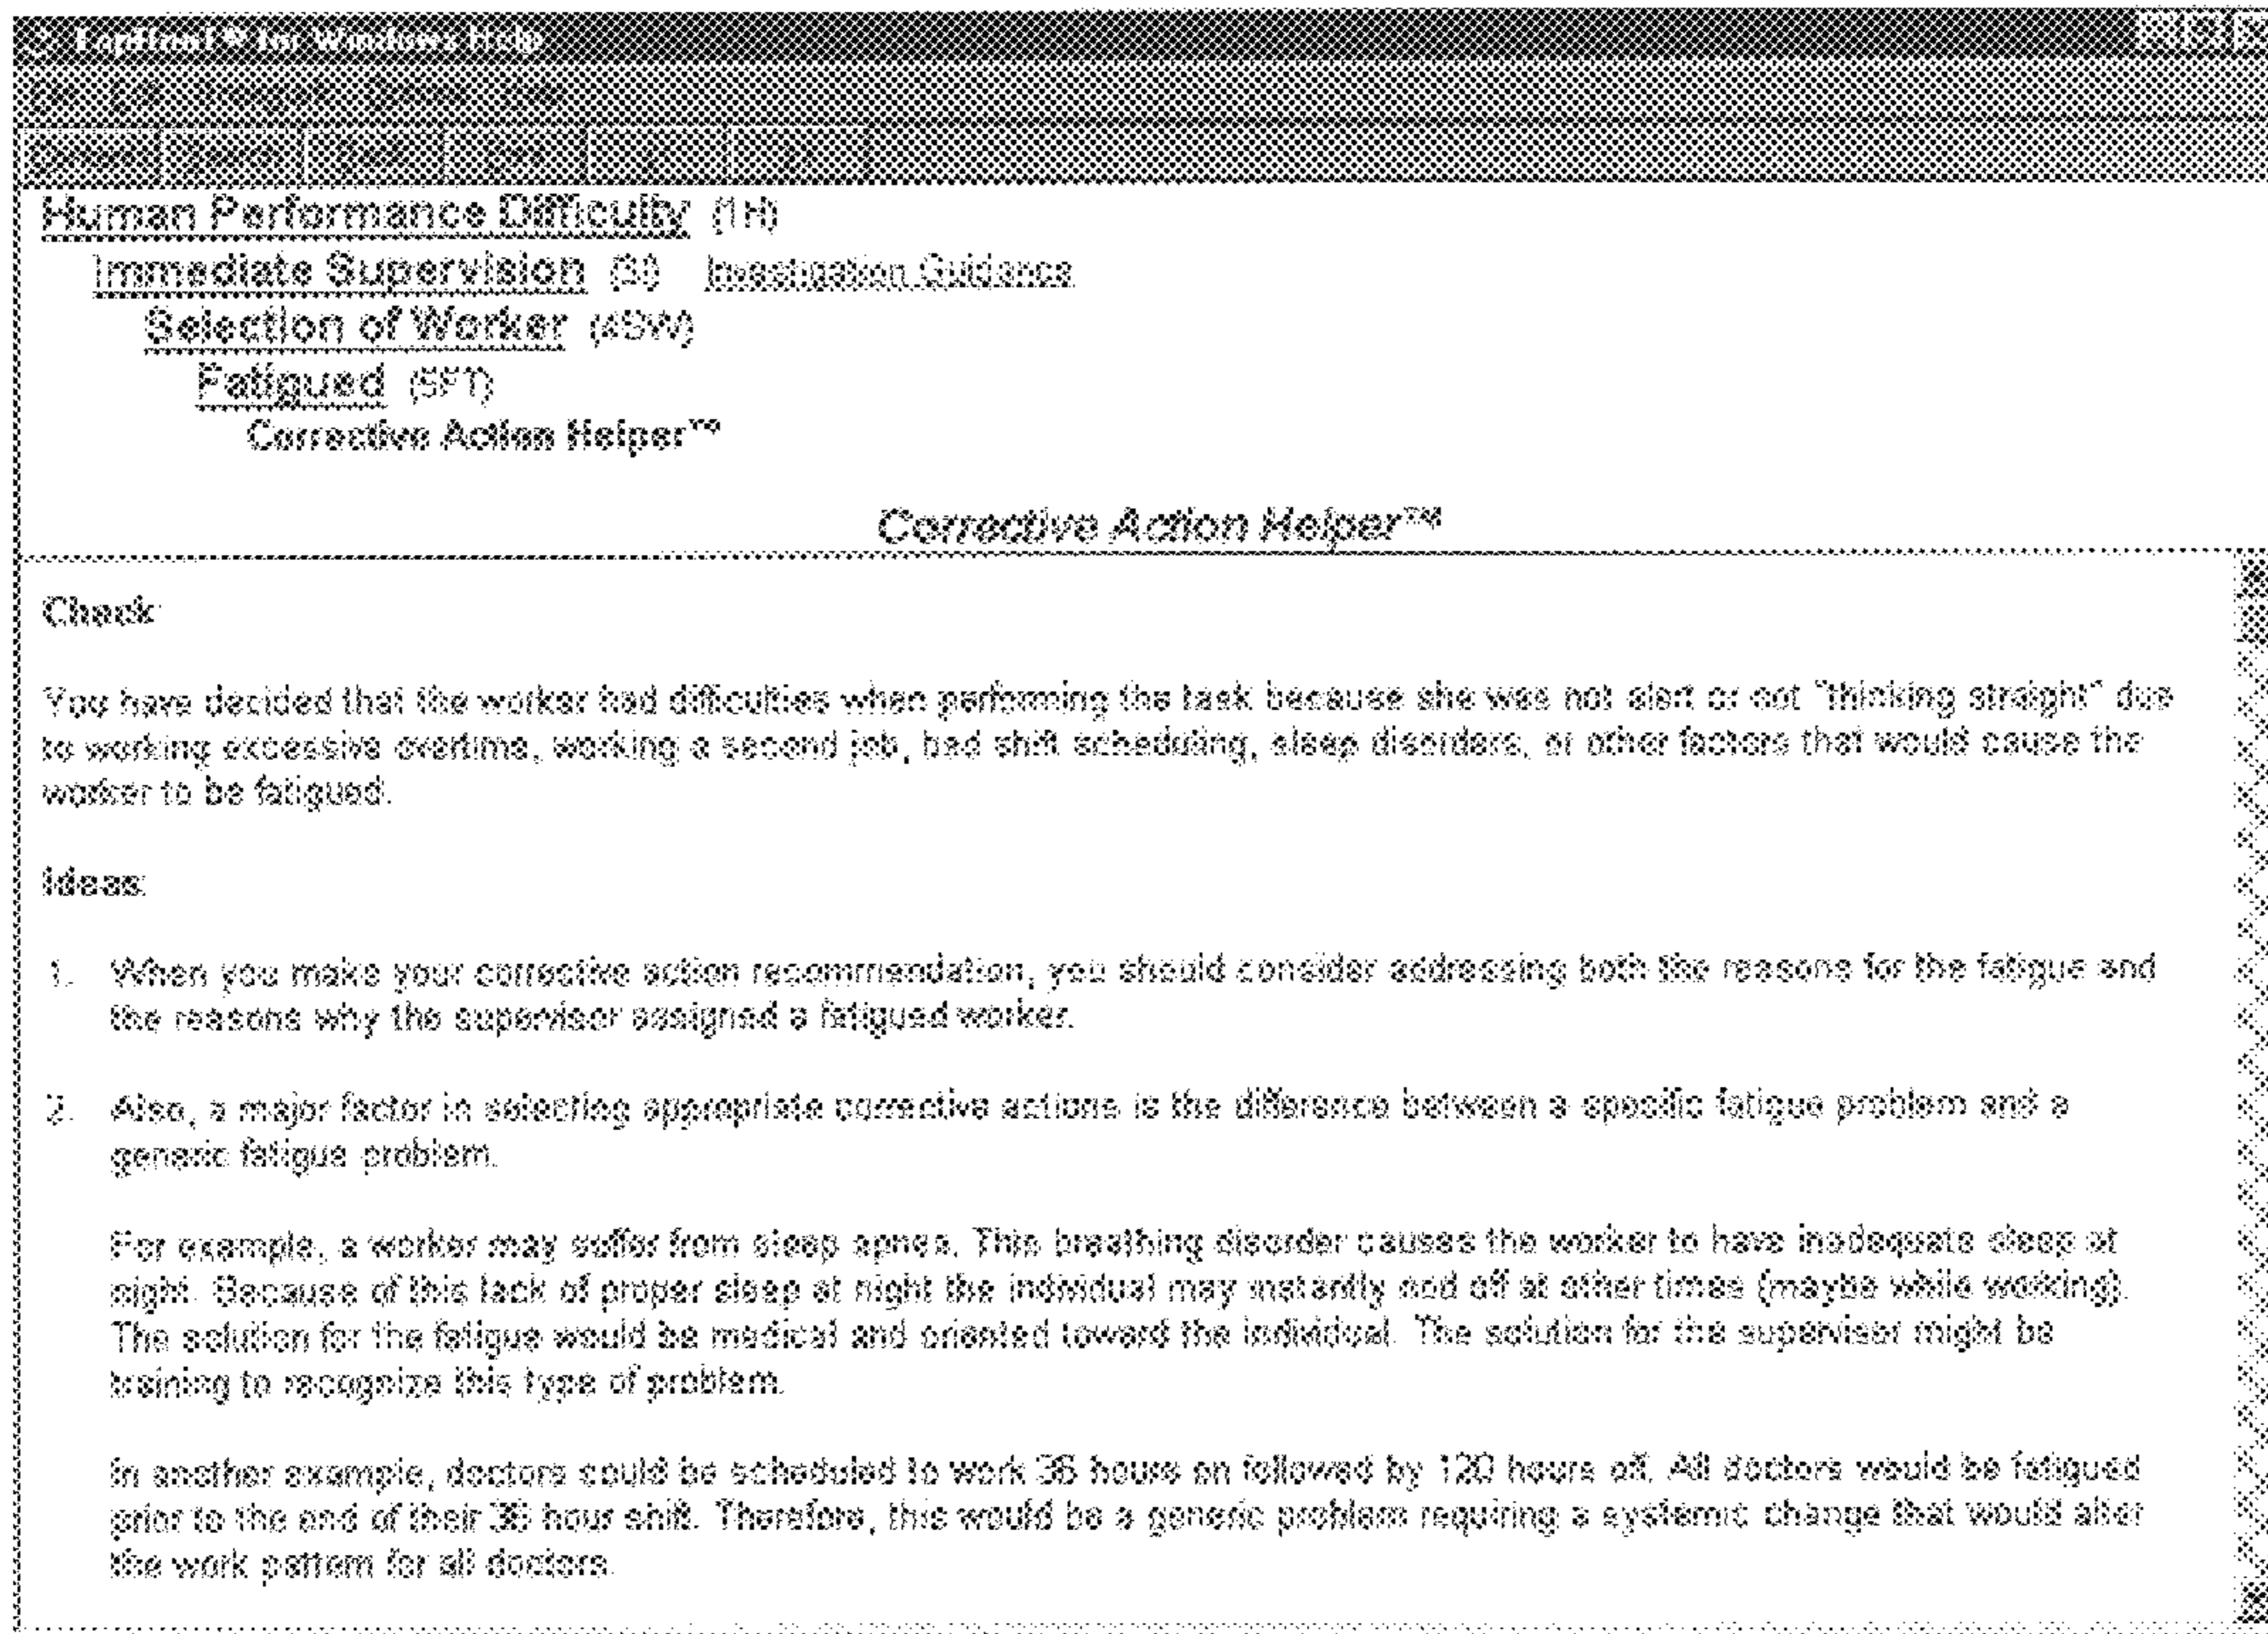 for Windows Help
Human Performance Difficulty (1H)
Immediate Supervision (3I) Investigation Guidance
Selection of Worker (4SW)
Fatigued (5FT)
Corrective Action Helper™
Corrective Action Helper™
Check:
You have decided that the worker had difficulties when performing the task because she was not alert or not "thinking straight" due
to working excessive overtime, working a second job, bad shift scheduling, sleep disorders, or other factors that would cause the
worker to be fatigued.
Ideas:
1. When you make your corrective action recommendation, you should consider addressing both the reasons for the fatigue and
the reasons why the supervisor assigned a fatigued worker.
2. Also, a major factor in selecting appropriate corrective actions is the difference between a specific fatigue problem and a
generic fatigue problem.
For example, a worker may suffer from sleep apnea. This breathing disorder causes the worker to have inadequate sleep at
night. Because of this lack of proper sleep at night the individual may instantly nod off at other times (maybe while working).
The solution for the fatigue would be medical and oriented toward the individual. The solution for the supervisor might be
training to recognize this type of problem.
In another example, doctors could be scheduled to work 36 hours on followed by 120 hours off. All doctors would be fatigued
prior to the end of their 36 hour shift. Therefore, this would be a generic problem requiring a systemic change that would alter
the work pattern for all doctors.